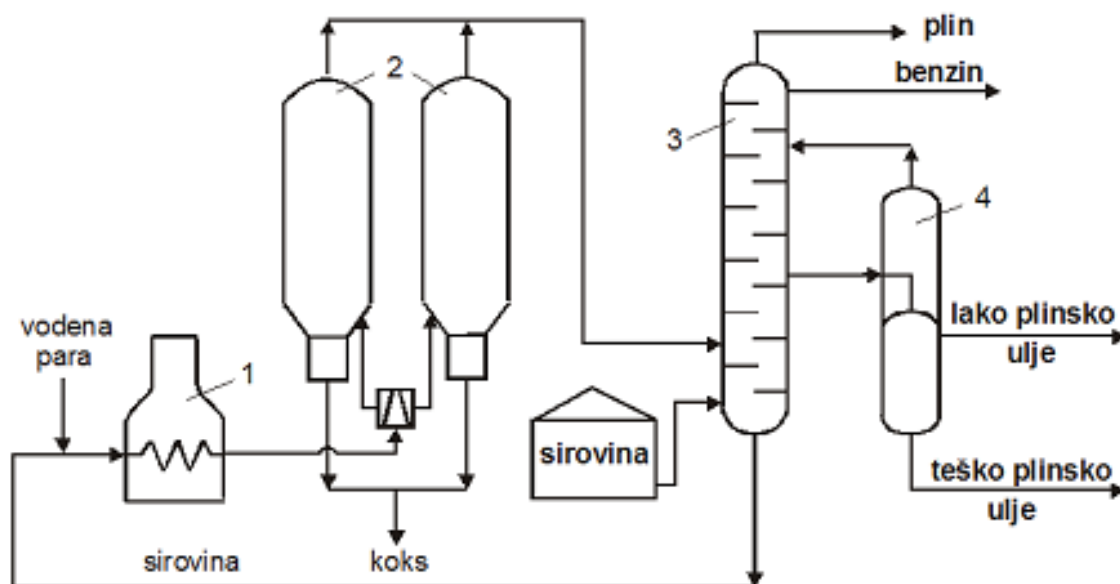 plin
benzin
2
3
4
vodena
para
1
lako plinsko
ulje
sirovina
teško plinsko
ulje
sirovina
koks